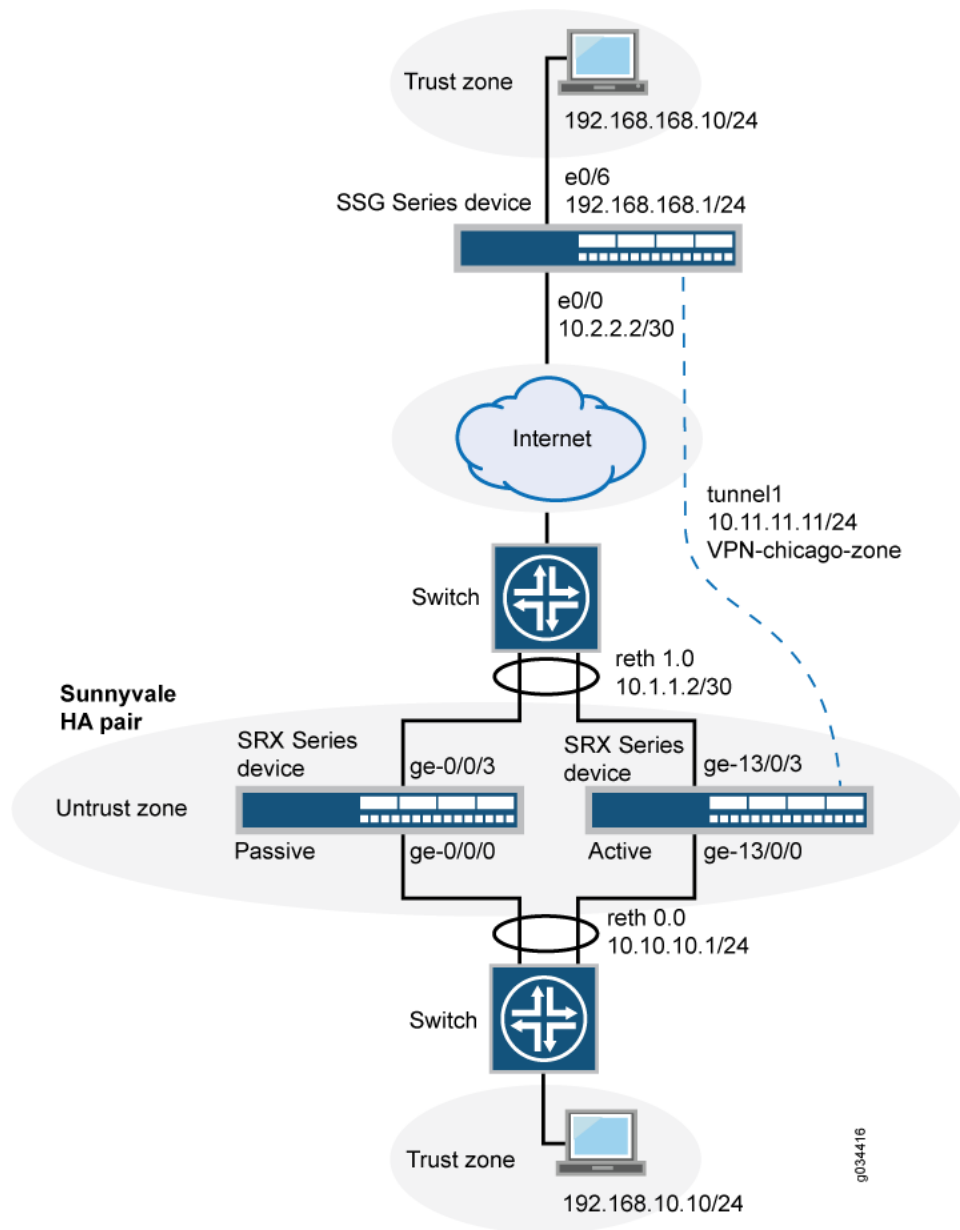 Trust zone
192.168.168.10/24
e0/6
SSG Series device
192.168.168.1/24
e0/0
10.2.2.2/30
Internet
tunnel1
10.11.11.11/24
VPN-chicago-zone
Switch
reth 1.0
10.1.1.2/30
Sunnyvale
HA pair
SRX Series
device
ge-0/0/3
SRX Series
device
ge-13/0/3
Untrust zone
Passive
ge-0/0/0
Active
ge-13/0/0
reth 0.0
10.10.10.1/24
Switch
Trust zone
192.168.10.10/24
g034416